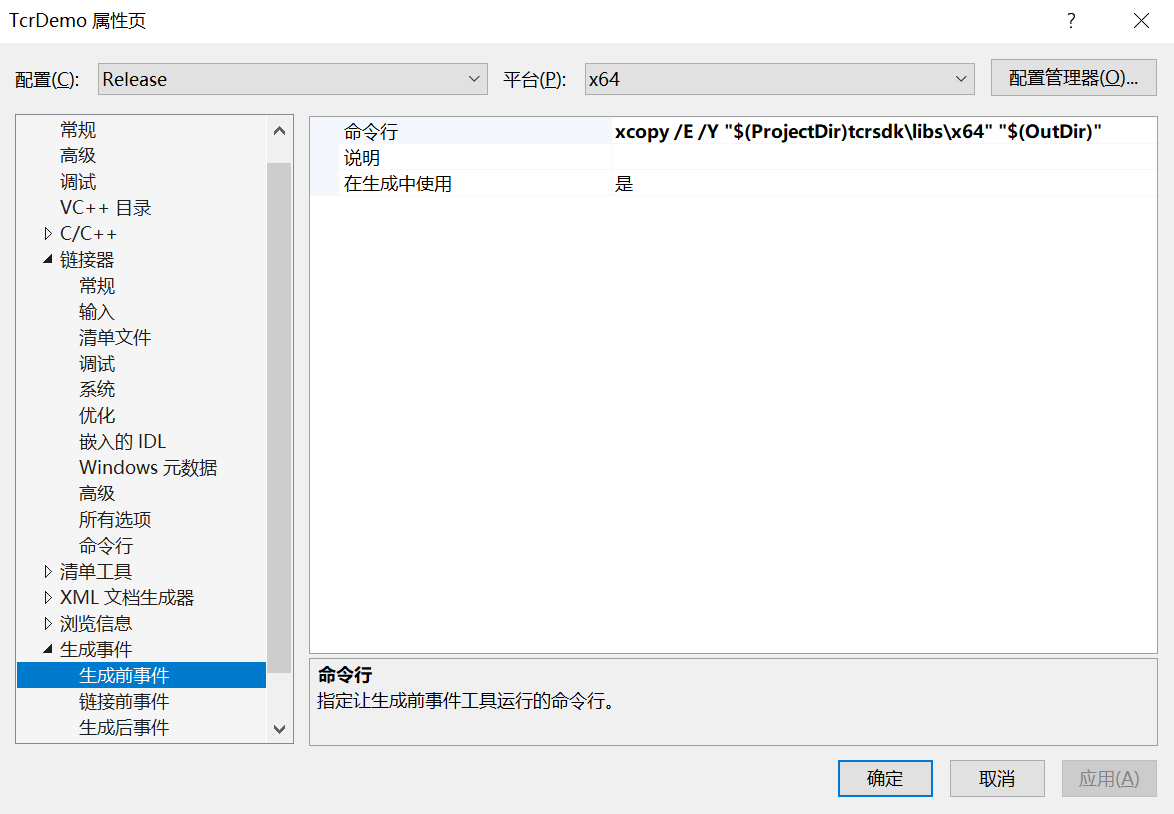 TcrDemo 属性页
配置(C): Release 平台(P): x64 配置管理器(O)...
常规
高级
调试
VC++ 目录
C/C++
链接器
常规
输入
清单文件
调试
系统
优化
嵌入的 IDL
Windows 元数据
高级
所有选项
命令行
清单工具
XML 文档生成器
浏览信息
生成事件
生成前事件
链接前事件
生成后事件
命令行 xcopy /E /Y "$(ProjectDir)tcrsdk\libs\x64" "$(OutDir)"
说明
在生成中使用 是
命令行
指定让生成前事件工具运行的命令行。
确定 取消 应用(A)